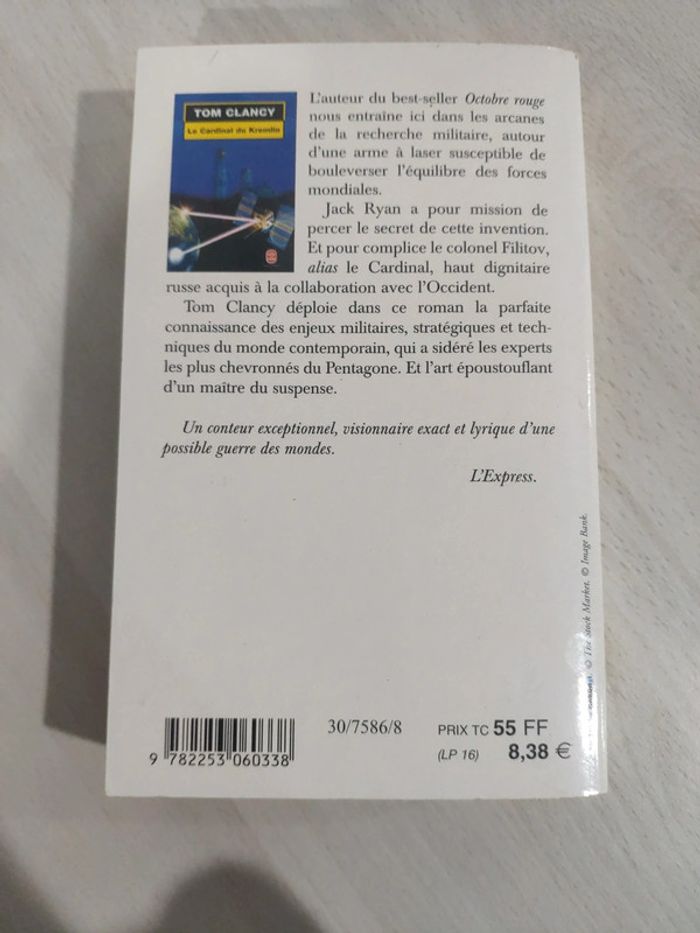 TOM CLANCY
Le Cardinal du Kremlin
L'auteur du best-seller Octobre rouge
nous entraîne ici dans les arcanes
de la recherche militaire, autour
d'une arme à laser susceptible de
bouleverser l'équilibre des forces
mondiales.
Jack Ryan a pour mission de
percer le secret de cette invention.
Et pour complice le colonel Filitov,
alias le Cardinal, haut dignitaire
russe acquis à la collaboration avec l'Occident.
Tom Clancy déploie dans ce roman la parfaite
connaissance des enjeux militaires, stratégiques et tech-
niques du monde contemporain, qui a sidéré les experts
les plus chevronnés du Pentagone. Et l'art époustouflant
d'un maître du suspense.
Un conteur exceptionnel, visionnaire exact et lyrique d'une
possible guerre des mondes.
L'Express.
© The Stock Market. © Image Bank.
30/7586/8
PRIX TC 55 FF
(LP 16) 8,38 €
9 782253 060338